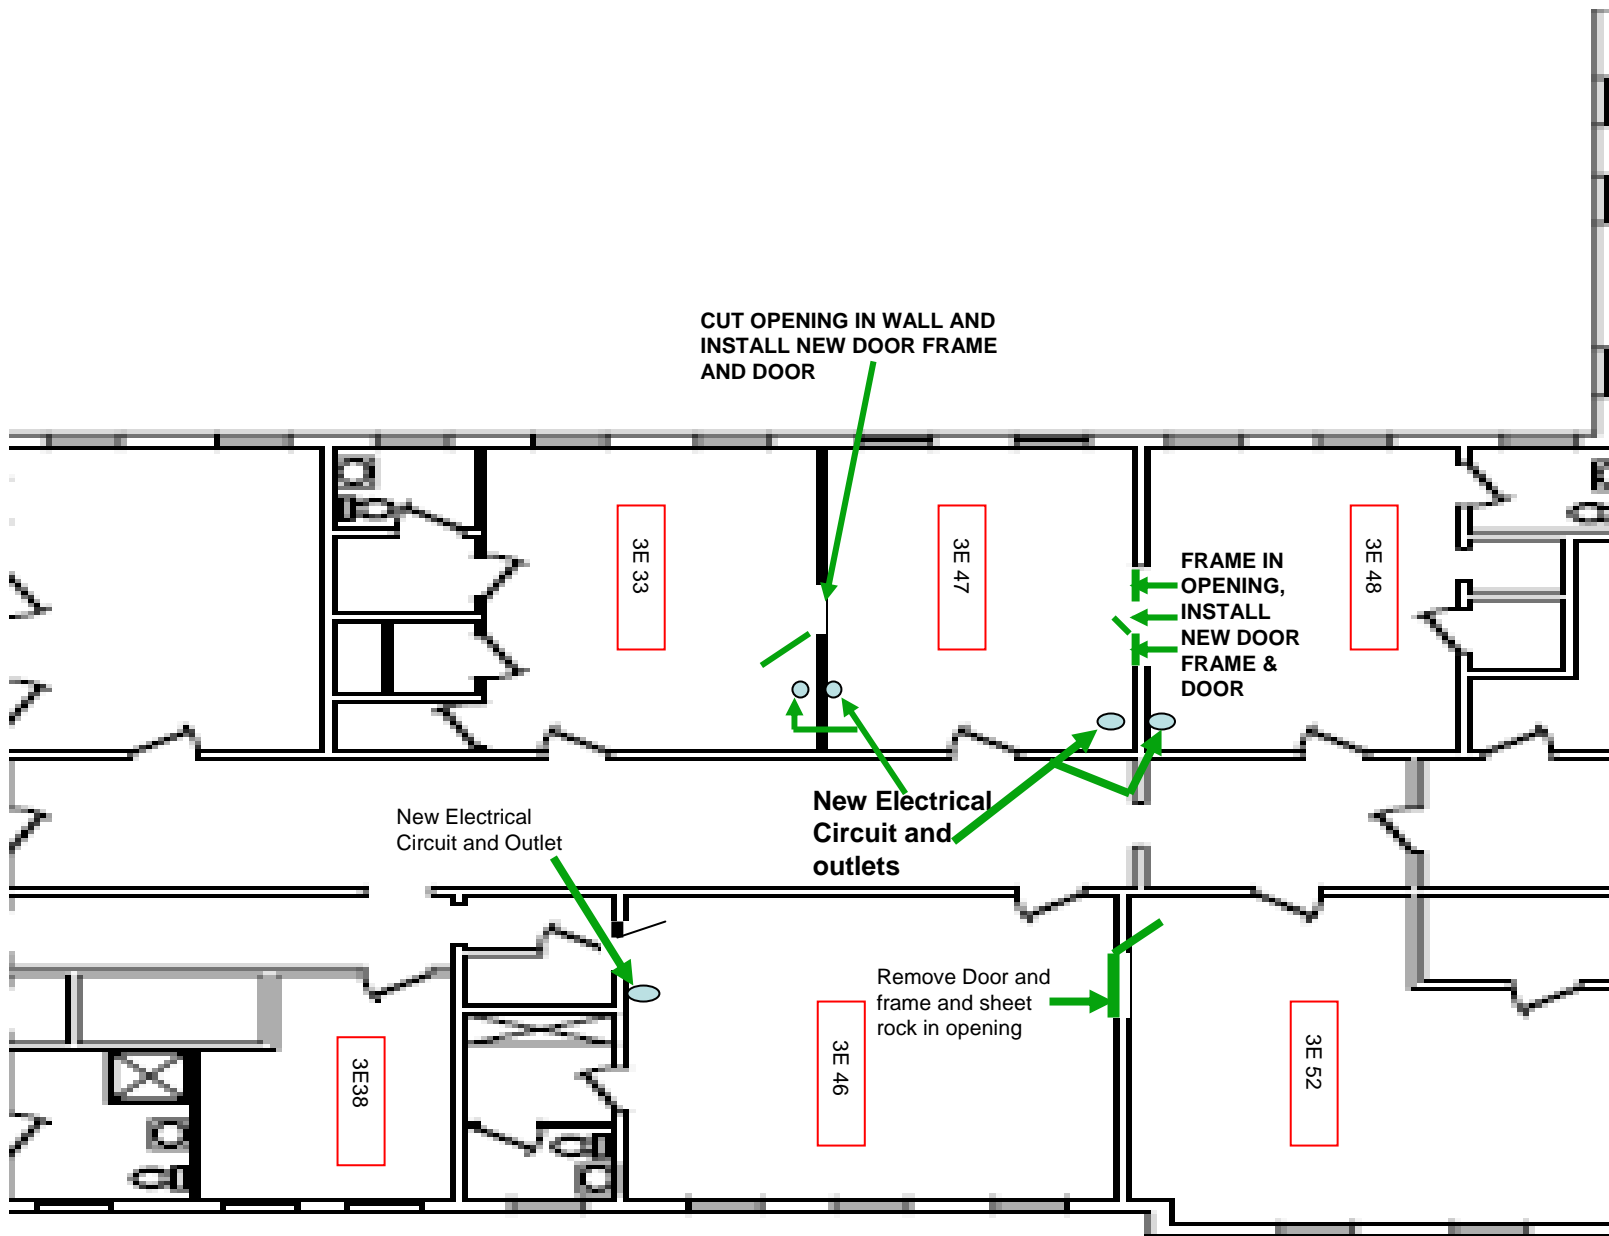 CUT OPENING IN WALL AND
INSTALL NEW DOOR FRAME
AND DOOR
3E 33
3E 47
3E 48
FRAME IN
OPENING,
INSTALL
NEW DOOR
FRAME &
DOOR
New Electrical
Circuit and
outlets
New Electrical
Circuit and Outlet
Remove Door and
frame and sheet
rock in opening
3E38
3E 46
3E 52